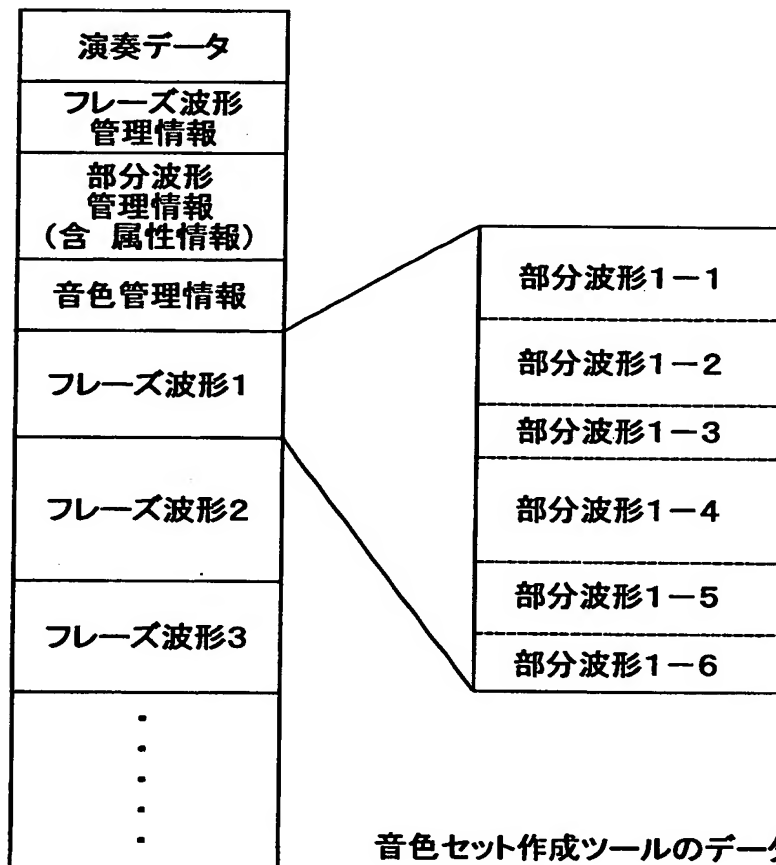 演奏データ
フレーズ波形
管理情報
部分波形
管理情報
(含 属性情報)
音色管理情報
フレーズ波形1
フレーズ波形2
フレーズ波形3
部分波形1-1
部分波形1-2
部分波形1-3
部分波形1-4
部分波形1-5
部分波形1-6
音色セット作成ツールのデータ